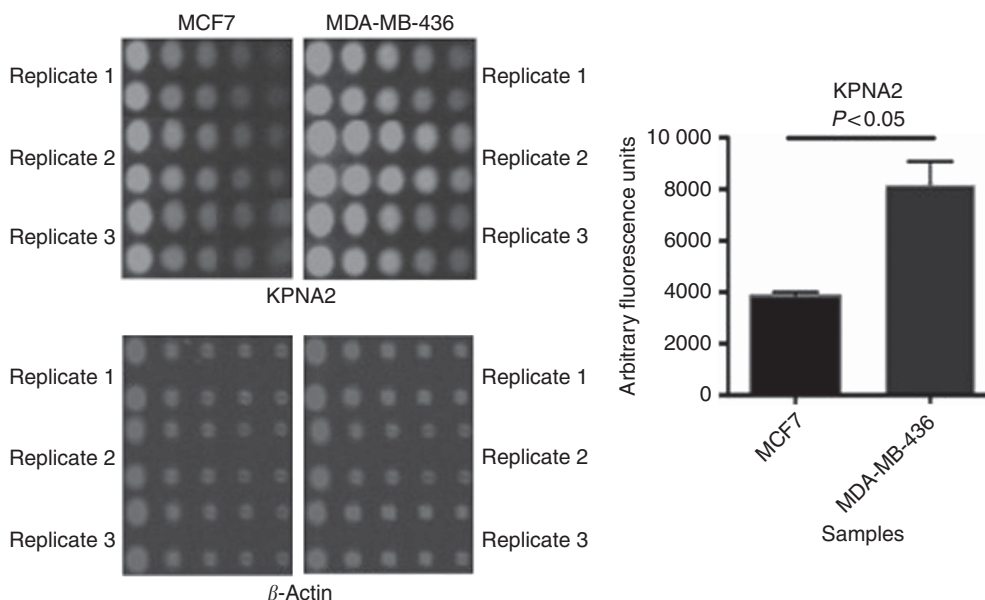 MCF7 MDA-MB-436
Replicate 1 Replicate 1
Replicate 2 Replicate 2
Replicate 3 Replicate 3
KPNA2
Replicate 1 Replicate 1
Replicate 2 Replicate 2
Replicate 3 Replicate 3
β-Actin
KPNA2
P<0.05
Arbitrary fluorescence units
10 000
8000
6000
4000
2000
0
MCF7
MDA-MB-436
Samples